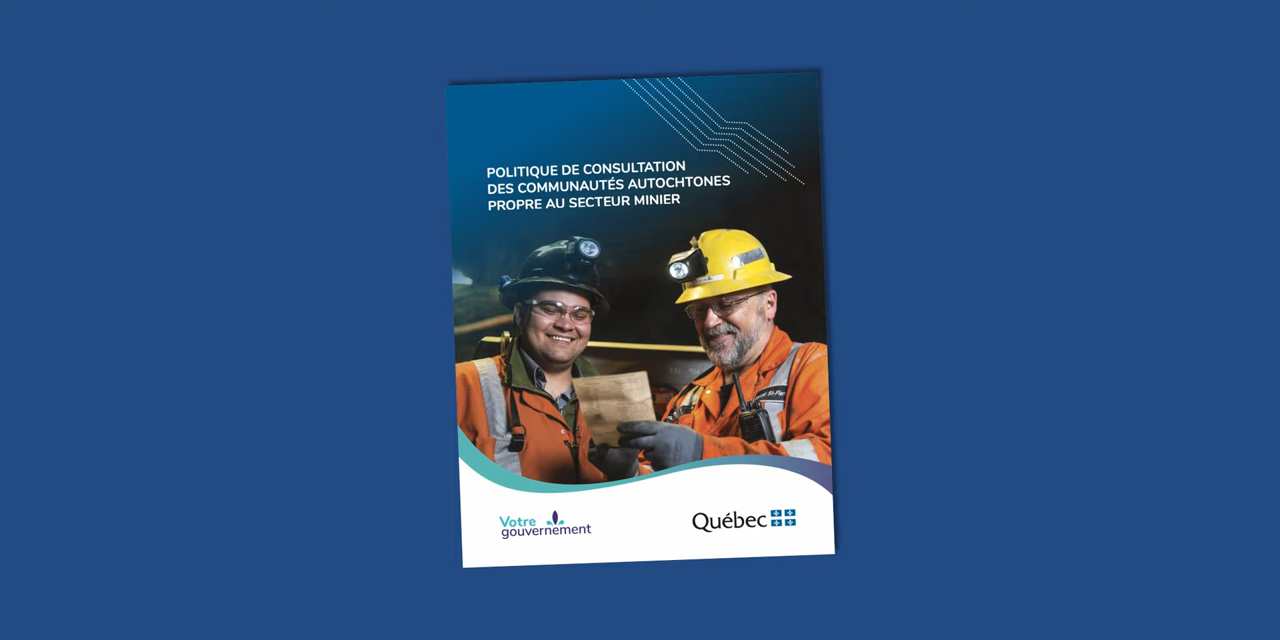 POLITIQUE DE CONSULTATION
DES COMMUNAUTÉS AUTOCHTONES
PROPRE AU SECTEUR MINIER
Votre
gouvernement
Québec